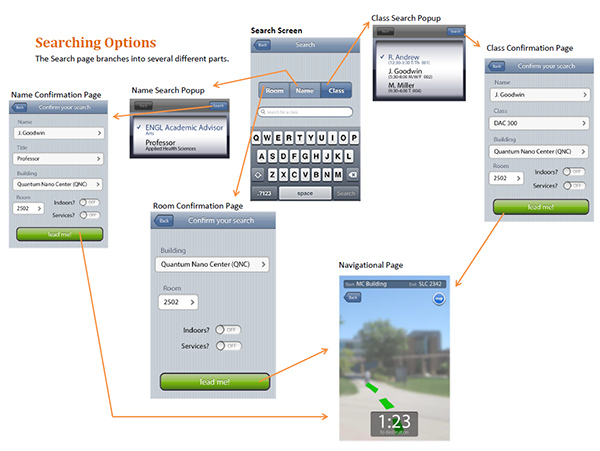 Searching Options
The Search page branches into several different parts.
Search Screen
Back
Search
Room
Name
Class
Search for a class
Q W E R T Y U I O P
A S D F G H J K L
Z X C V B N M
.?123
space
Search
Class Search Popup
Back
Search
✓ R. Andrew
J. Goodwin
M. Miller
Class Confirmation Page
Back
Confirm your search
Name
J. Goodwin
Class
DAC 300
Building
Quantum Nano Center (QNC)
Room
2502
Indoors? OFF
Services? OFF
lead me!
Name Search Popup
Search
✓ ENGL Academic Advisor
Arts
Professor
Applied Health Sciences
Name Confirmation Page
Back
Confirm your search
Name
J. Goodwin
Title
Professor
Building
Quantum Nano Center (QNC)
Room
2502
Indoors? OFF
Services? OFF
lead me!
Room Confirmation Page
Back
Confirm your search
Building
Quantum Nano Center (QNC)
Room
2502
Indoors? OFF
Services? OFF
lead me!
Navigational Page
MC Building
SLC 2342
Back
1:23